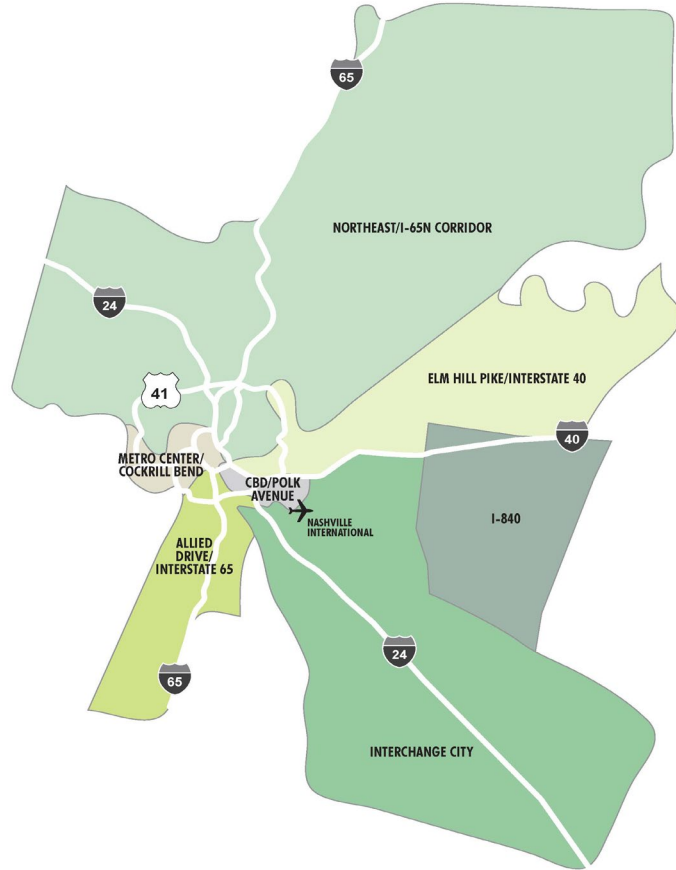 65
NORTHEAST/I-65N CORRIDOR
24
ELM HILL PIKE/INTERSTATE 40
41
40
METRO CENTER/
COCKRILL BEND
CBD/POLK
AVENUE
I-840
NASHVILLE
INTERNATIONAL
ALLIED
DRIVE/
INTERSTATE 65
24
65
INTERCHANGE CITY